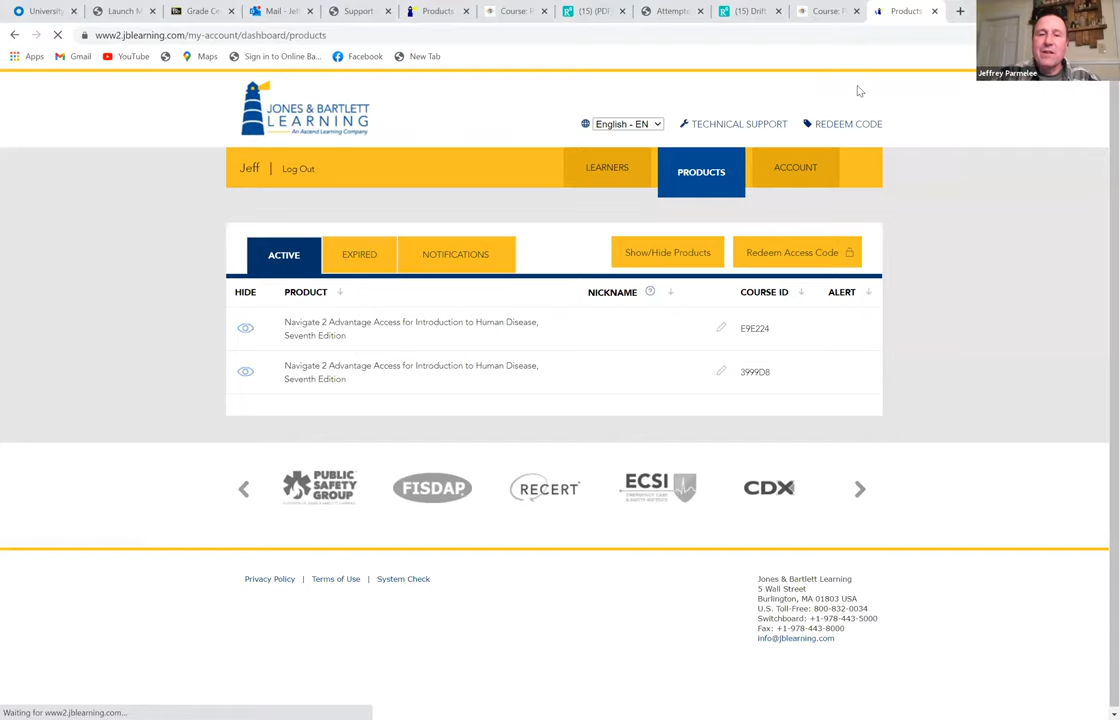 University
Launch M
Grade Ce
Mail - Jef
Support
Products
Course: P
(15) (PDF
Attempt
(15) Drift
Course: P
Products
www2.jblearning.com/my-account/dashboard/products
Apps
Gmail
YouTube
Maps
Sign in to Online Ba...
Facebook
New Tab
Jeffrey Parmelee
JONES & BARTLETT
LEARNING
An Ascend Learning Company
English - EN
TECHNICAL SUPPORT
REDEEM CODE
Jeff | Log Out
LEARNERS
PRODUCTS
ACCOUNT
ACTIVE
EXPIRED
NOTIFICATIONS
Show/Hide Products
Redeem Access Code
HIDE PRODUCT NICKNAME COURSE ID ALERT
Navigate 2 Advantage Access for Introduction to Human Disease,
Seventh Edition
E9E224
Navigate 2 Advantage Access for Introduction to Human Disease,
Seventh Edition
3999D8
PUBLIC
SAFETY
GROUP
FISDAP
RECERT
ECSI
CDX
Privacy Policy | Terms of Use | System Check
Jones & Bartlett Learning
5 Wall Street
Burlington, MA 01803 USA
U.S. Toll-Free: 800-832-0034
Switchboard: +1-978-443-5000
Fax: +1-978-443-8000
info@jblearning.com
Waiting for www2.jblearning.com...